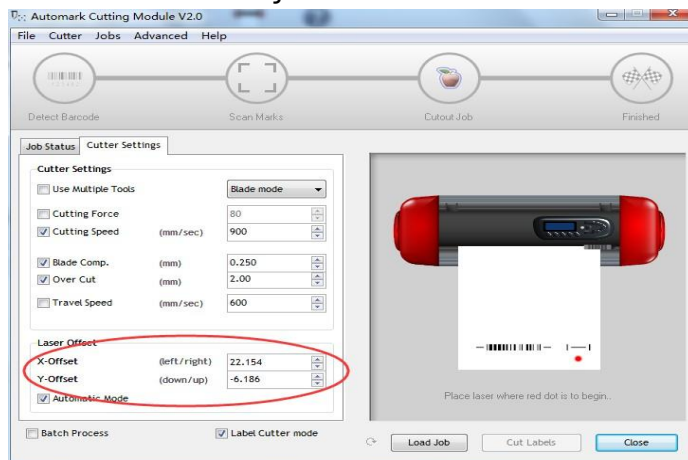 Automark Cutting Module V2.0
File Cutter Jobs Advanced Help
Detect Barcode Scan Marks Cutout Job Finished
Job Status Cutter Settings
Cutter Settings
Use Multiple Tools Blade mode
Cutting Force 80
Cutting Speed (mm/sec) 900
Blade Comp. (mm) 0.250
Over Cut (mm) 2.00
Travel Speed (mm/sec) 600
Laser Offset
X-Offset (left/right) 22.154
Y-Offset (down/up) -6.186
Automatic Mode
Place laser where red dot is to begin..
Batch Process Label Cutter mode
Load Job Cut Labels Close